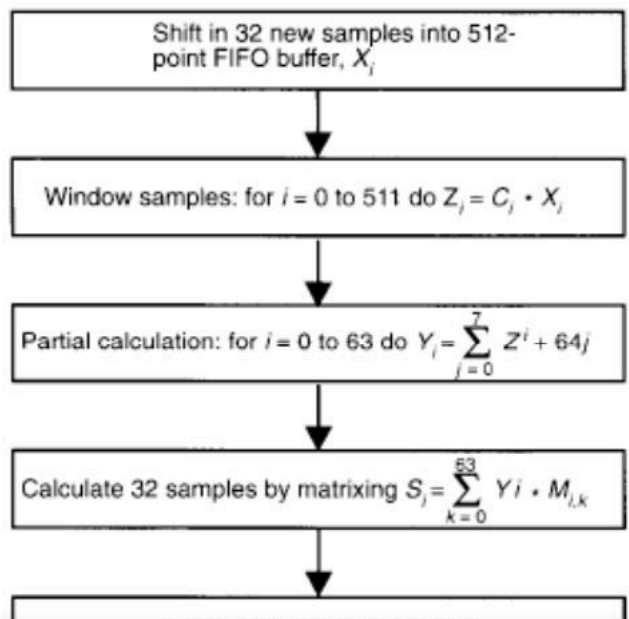 Shift in 32 new samples into 512-
point FIFO buffer, X_i
Window samples: for i = 0 to 511 do Z_i = C_i • X_i
Partial calculation: for i = 0 to 63 do Y_i = ∑_{j = 0}^{7} Z^i + 64j
Calculate 32 samples by matrixing S_i = ∑_{k = 0}^{63} Yi • M_{i,k}